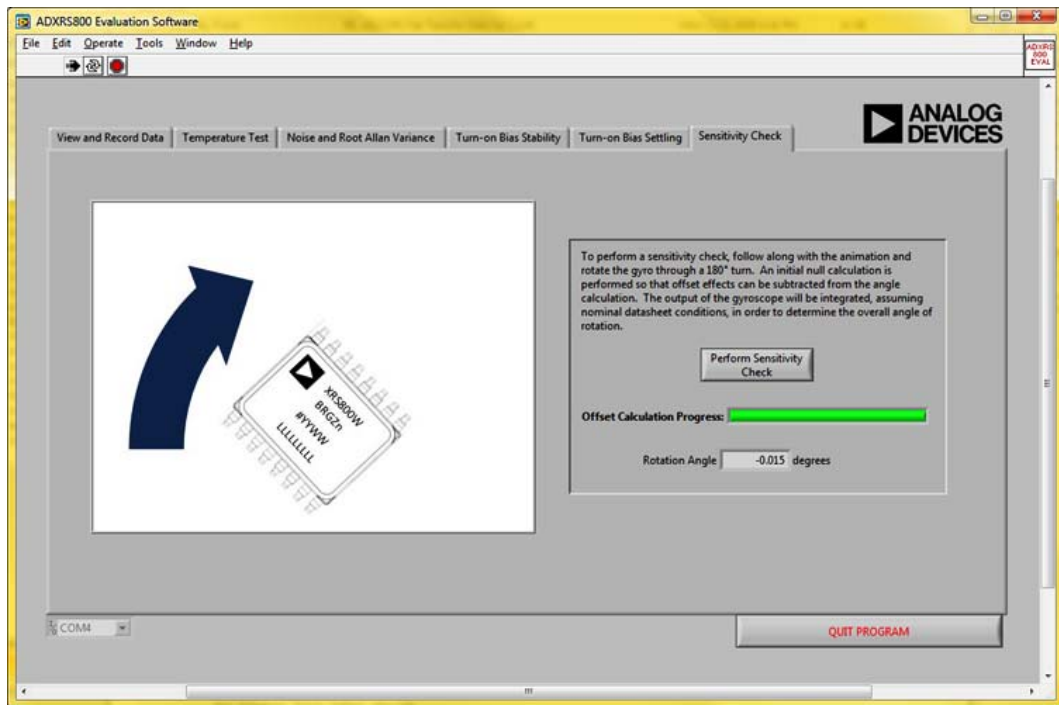 ADXRS800 Evaluation Software
File Edit Operate Tools Window Help
ADXRS
800
EVAL
ANALOG
DEVICES
View and Record Data Temperature Test Noise and Root Allan Variance Turn-on Bias Stability Turn-on Bias Settling Sensitivity Check
XRS800W
BRGZn
#YYWW
LLLLLLLLL
To perform a sensitivity check, follow along with the animation and
rotate the gyro through a 180° turn. An initial null calculation is
performed so that offset effects can be subtracted from the angle
calculation. The output of the gyroscope will be integrated, assuming
nominal datasheet conditions, in order to determine the overall angle of
rotation.
Perform Sensitivity
Check
Offset Calculation Progress:
Rotation Angle -0.015 degrees
COM4
QUIT PROGRAM